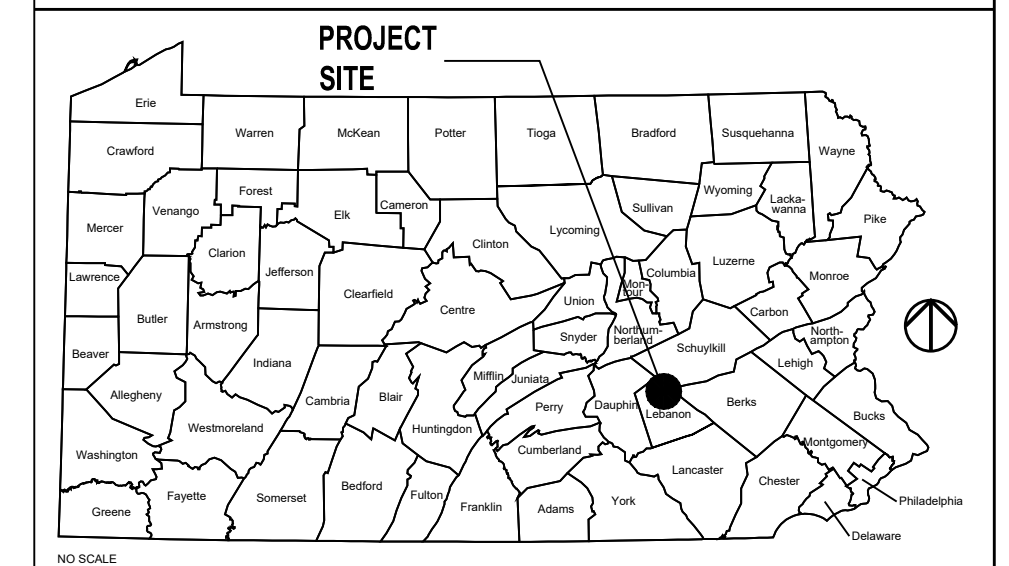 PROJECT
SITE
Erie
Warren
McKean
Potter
Tioga
Bradford
Susquehanna
Wayne
Crawford
Forest
Elk
Cameron
Wyoming
Lacka-
wanna
Sullivan
Pike
Mercer
Venango
Clarion
Clinton
Lycoming
Columbia
Luzerne
Monroe
Lawrence
Jefferson
Clearfield
Centre
Union
Mon-
tour
Carbon
Butler
Armstrong
Snyder
Northum-
berland
Schuylkill
North-
ampton
Beaver
Indiana
Mifflin
Juniata
Lehigh
Allegheny
Cambria
Blair
Perry
Dauphin
Lebanon
Berks
Bucks
Westmoreland
Huntingdon
Cumberland
Montgomery
Washington
Lancaster
Chester
Greene
Fayette
Somerset
Bedford
Fulton
Franklin
Adams
York
Philadelphia
Delaware
NO SCALE